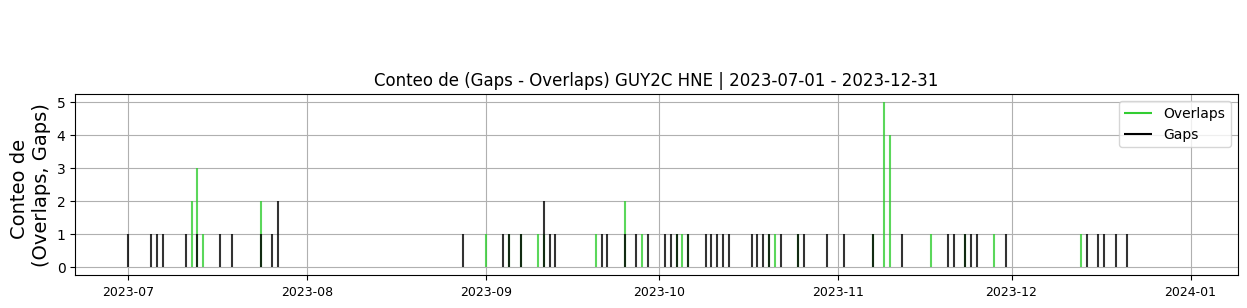 Conteo de (Gaps - Overlaps) GUY2C HNE | 2023-07-01 - 2023-12-31
Conteo de
(Overlaps, Gaps)
5
4
3
2
1
0
Overlaps
Gaps
2023-07
2023-08
2023-09
2023-10
2023-11
2023-12
2024-01